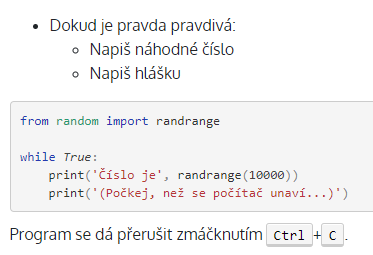 Dokud je pravda pravdivá:
Napiš náhodné číslo
Napiš hlášku
from random import randrange
while True:
print('Číslo je', randrange(10000))
print('(Počkej, než se počítač unaví...)')
Program se dá přerušit zmáčknutím Ctrl+C.